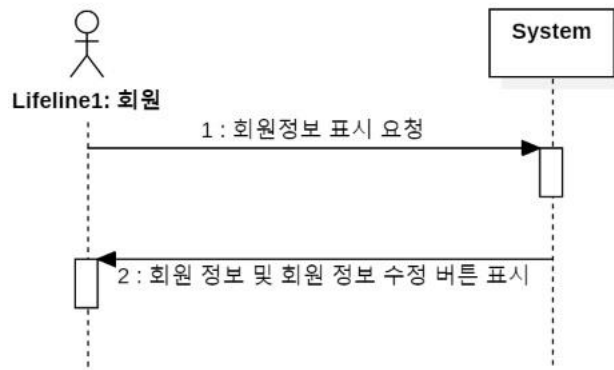 System
Lifeline1: 회원
1 : 회원정보 표시 요청
2 : 회원 정보 및 회원 정보 수정 버튼 표시